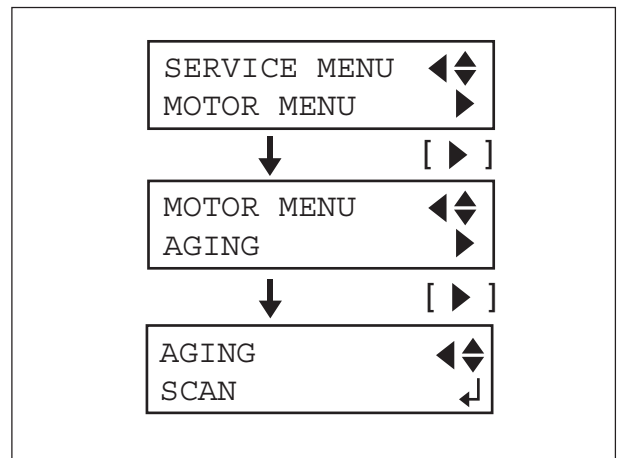 SERVICE MENU ◀▲▼
MOTOR MENU ▶
[ ▶ ]
MOTOR MENU ◀▲▼
AGING ▶
[ ▶ ]
AGING ◀▲▼
SCAN ↵